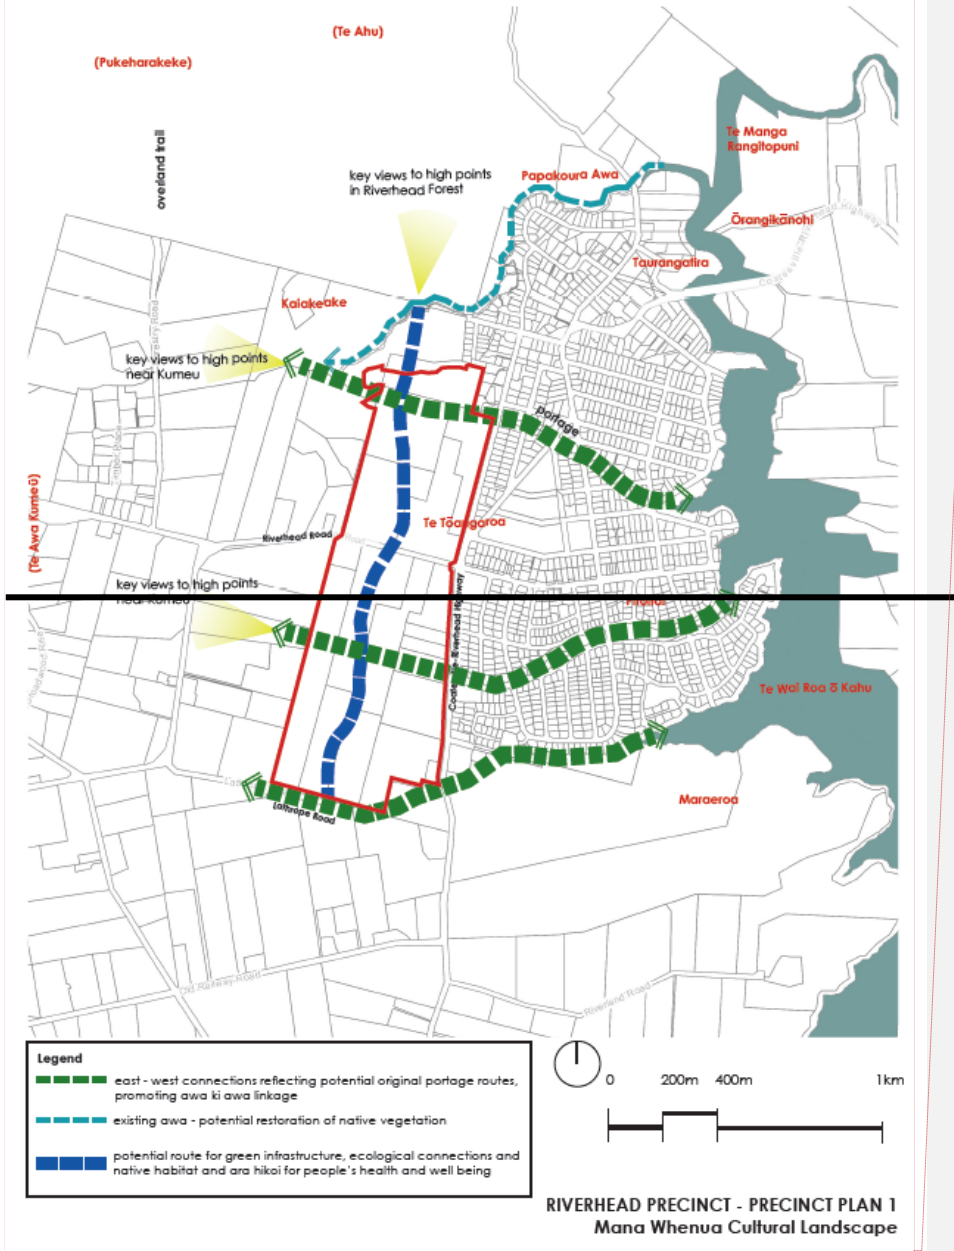 (Te Ahu)
(Pukeharakeke)
overland trail
Te Manga
Rangitopuni
key views to high points
in Riverhead Forest
Papakoura Awa
Ōrangikānohi
Taurangatira
Kaiakeake
key views to high points
near Kumeu
portage
(Te Awa Kumeū)
Te Tōangaroa
Riverhead Road
key views to high points
near Kumeu
Coatesville-Riverhead Highway
Te Wai Roa ō Kahu
Maraeroa
Lathrope Road
Old Railway Road
Riverland Road
Legend
east - west connections reflecting potential original portage routes,
promoting awa ki awa linkage
existing awa - potential restoration of native vegetation
potential route for green infrastructure, ecological connections and
native habitat and ara hikoi for people's health and well being
0 200m 400m 1km
RIVERHEAD PRECINCT - PRECINCT PLAN 1
Mana Whenua Cultural Landscape